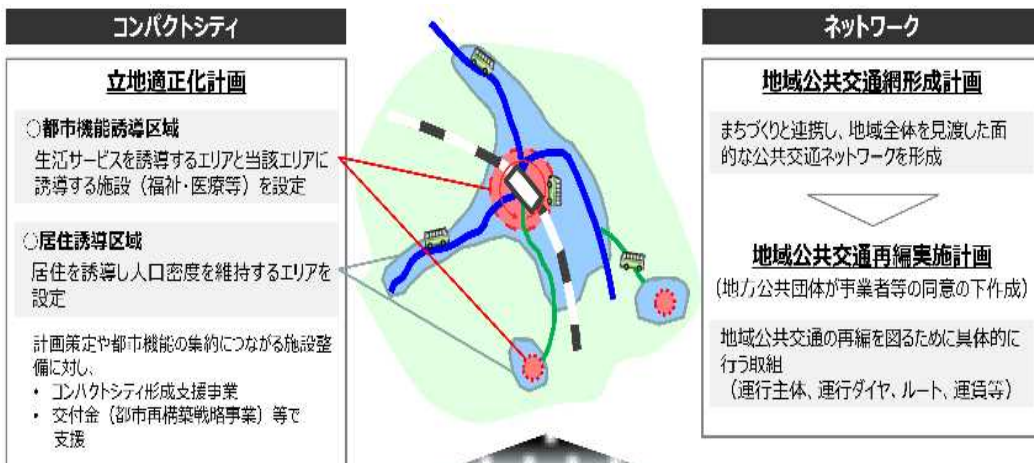 コンパクトシティ
立地適正化計画
○都市機能誘導区域
生活サービスを誘導するエリアと当該エリアに
誘導する施設（福祉・医療等）を設定
○居住誘導区域
居住を誘導し人口密度を維持するエリアを
設定
計画策定や都市機能の集約につながる施設整
備に対し、
・ コンパクトシティ形成支援事業
・ 交付金（都市再構築戦略事業）等で
支援
ネットワーク
地域公共交通網形成計画
まちづくりと連携し、地域全体を見渡した面
的な公共交通ネットワークを形成
地域公共交通再編実施計画
(地方公共団体が事業者等の同意の下作成)
地域公共交通の再編を図るために具体的に
行う取組
（運行主体、運行ダイヤ、ルート、運賃等）